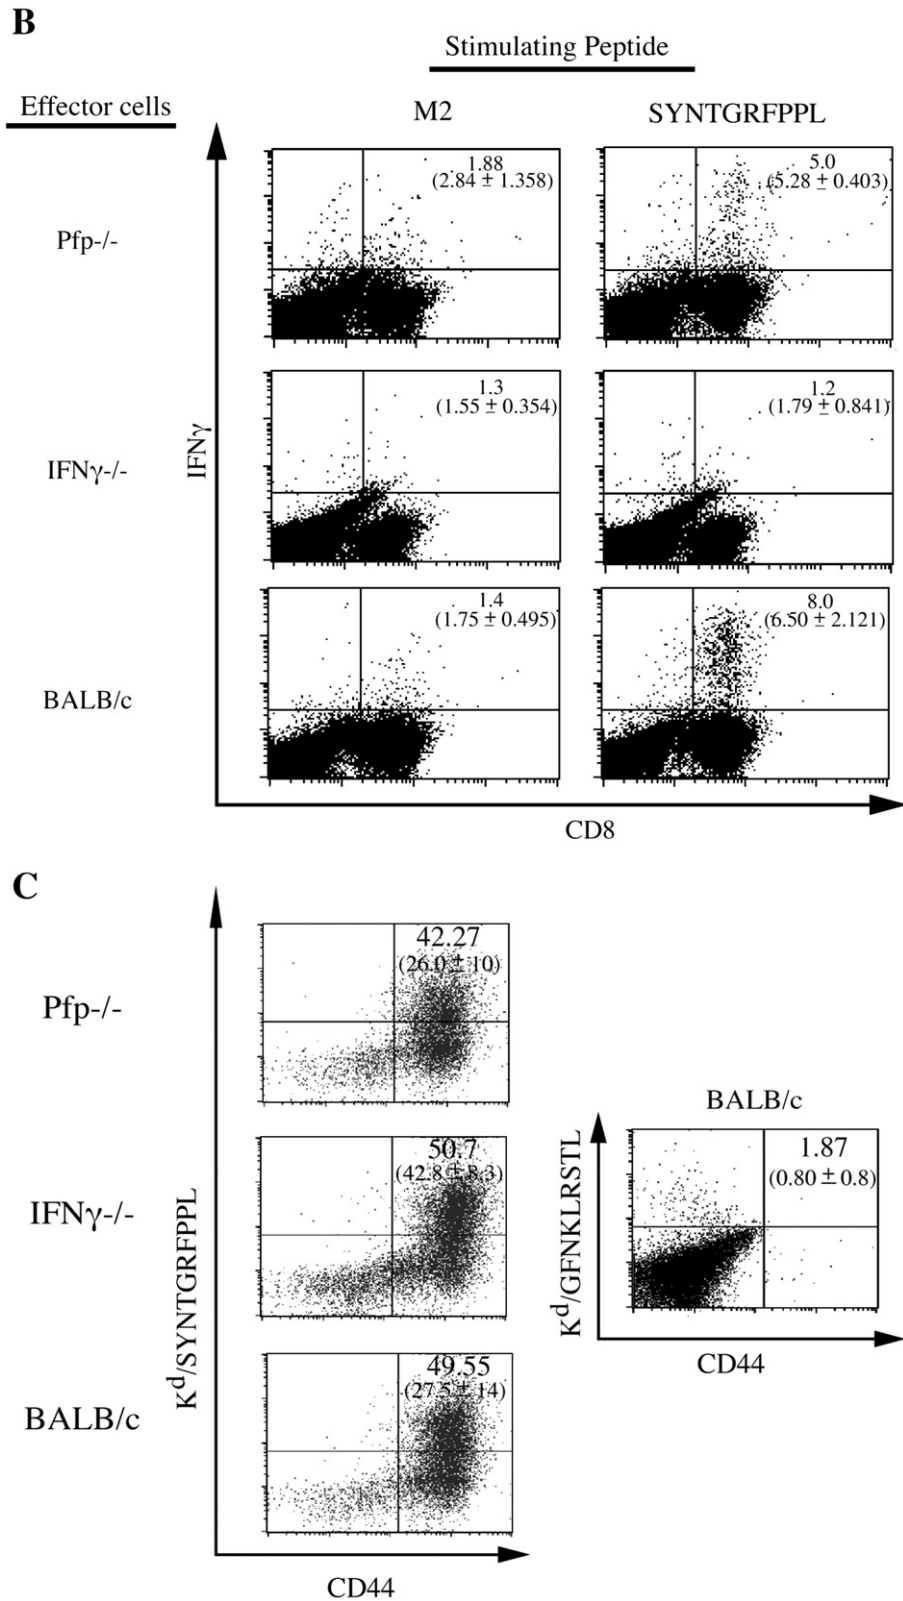 B
Stimulating Peptide
Effector cells
M2 SYNTGRFPPL
Pfp-/-
1.88
(2.84 ± 1.358)
5.0
(5.28 ± 0.403)
IFNγ-/-
1.3
(1.55 ± 0.354)
1.2
(1.79 ± 0.841)
IFNγ
BALB/c
1.4
(1.75 ± 0.495)
8.0
(6.50 ± 2.121)
CD8
C
Pfp-/-
42.27
(26.0 ± 10)
IFNγ-/-
50.7
(42.8 ± 8.3)
BALB/c
49.55
(27.5 ± 14)
Kd/SYNTGRFPPL
CD44
BALB/c
1.87
(0.80 ± 0.8)
Kd/GFNKLRSTL
CD44